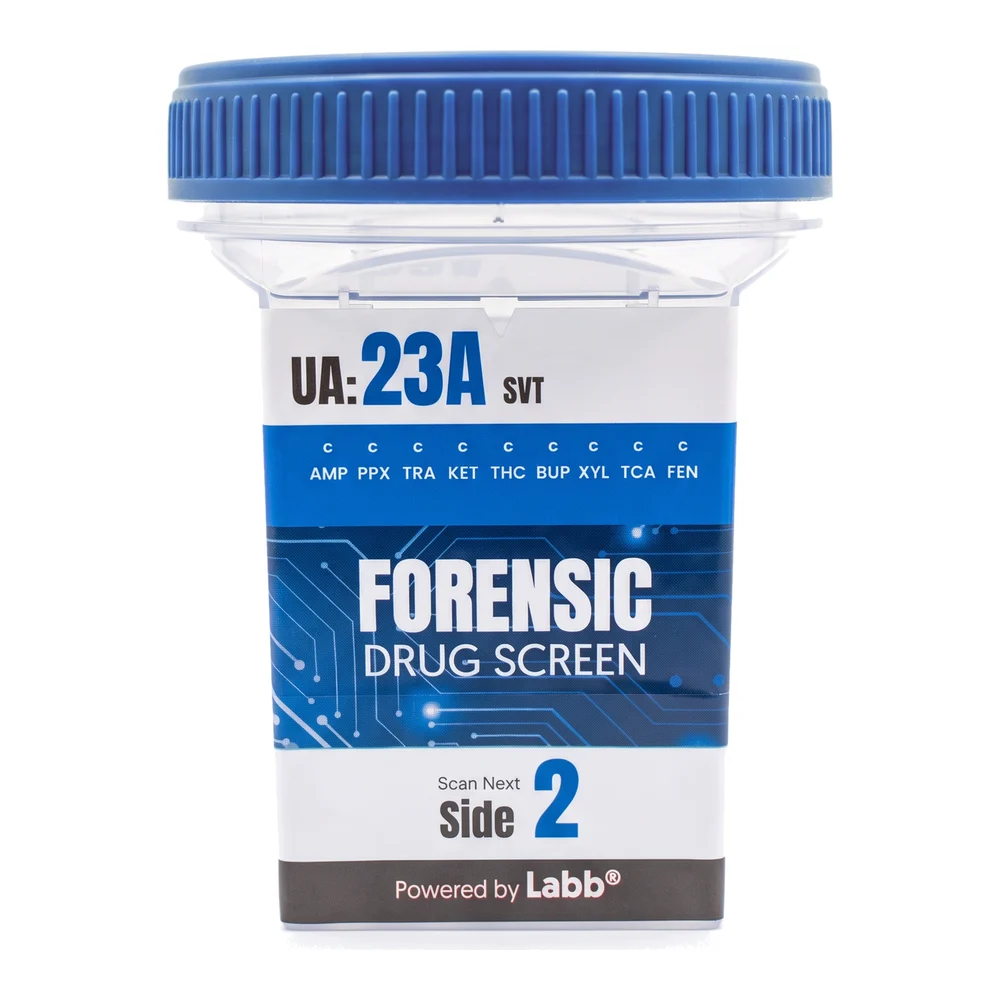 UA: 23A SVT
C C C C C C C C C
AMP PPX TRA KET THC BUP XYL TCA FEN
FORENSIC
DRUG SCREEN
Scan Next
Side 2
Powered by Labb®